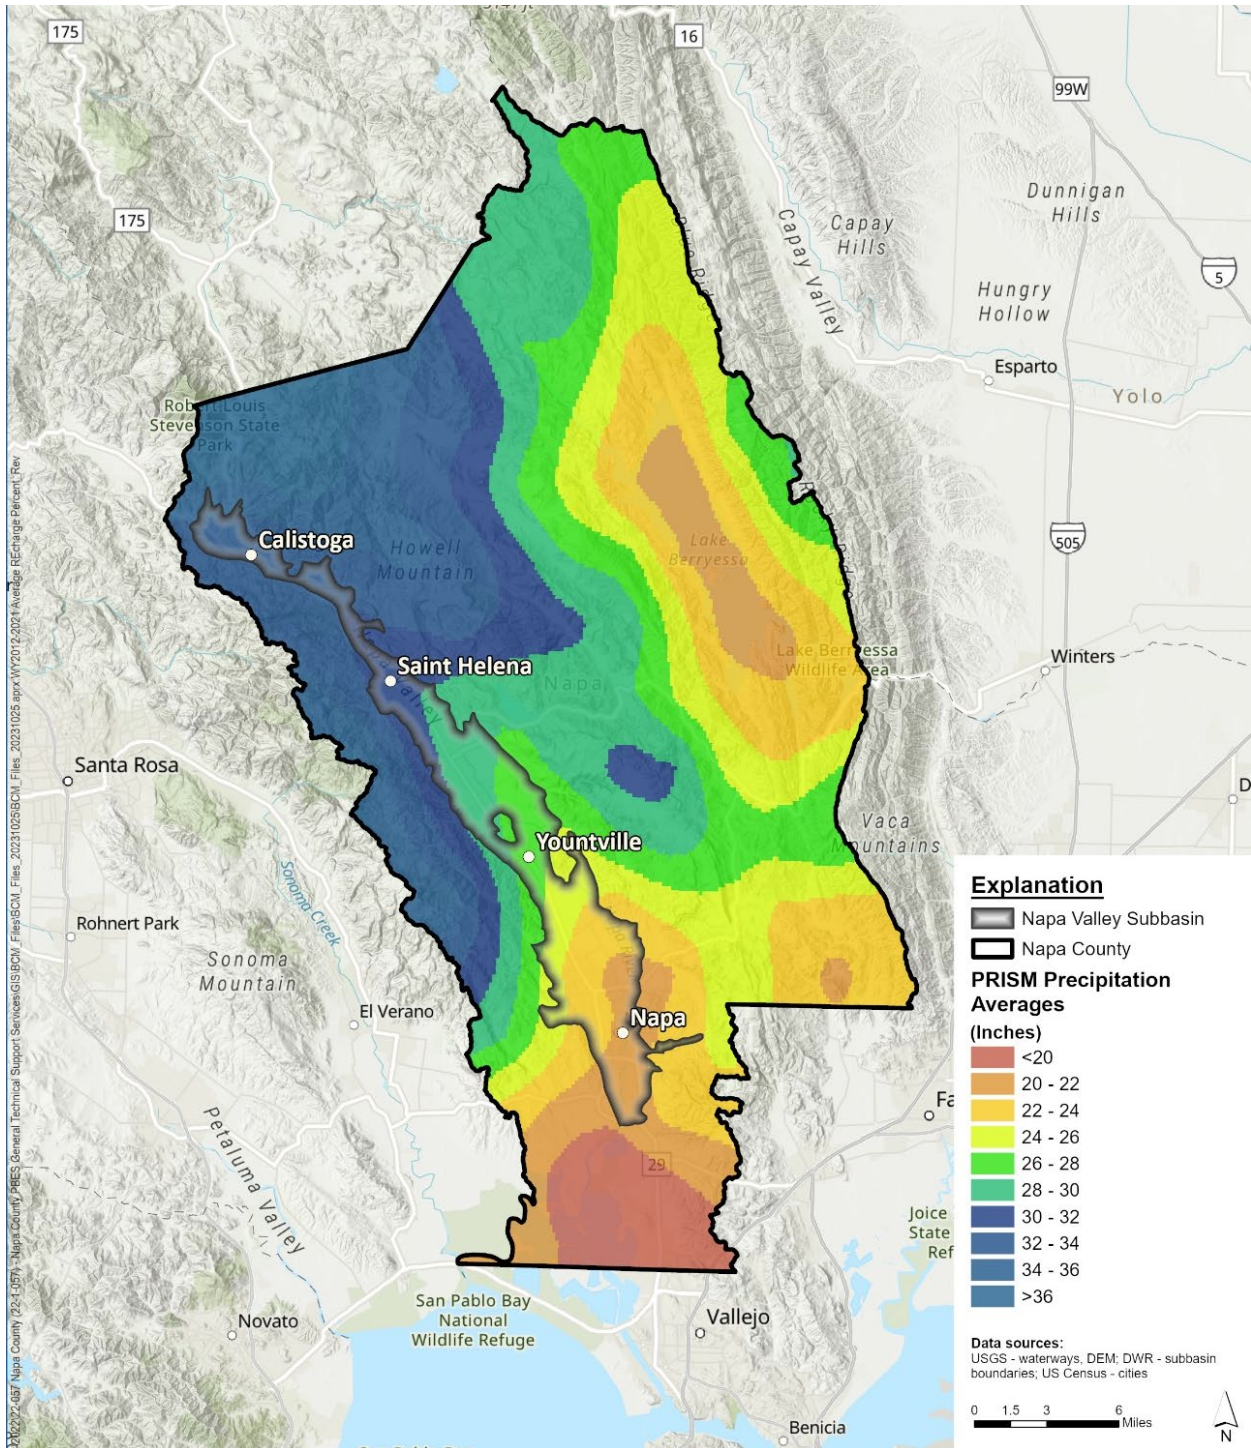 175
16
99W
175
Dunnigan
Hills
Capay
Hills
Capay Valley
5
Hungry
Hollow
Esparto
Yolo
Robert Louis
Stevenson State
Park
505
Calistoga
Howell
Mountain
Lake
Berryessa
Lake Berryessa
Wildlife Area
Winters
Saint Helena
Napa
Santa Rosa
Vaca
Mountains
Yountville
Sonoma Creek
Rohnert Park
Sonoma
Mountain
El Verano
Napa
Fa
Petaluma Valley
29
Joice
State
Ref
San Pablo Bay
National
Wildlife Refuge
Novato
Vallejo
Benicia
D
Explanation
Napa Valley Subbasin
Napa County
PRISM Precipitation
Averages
(Inches)
<20
20 - 22
22 - 24
24 - 26
26 - 28
28 - 30
30 - 32
32 - 34
34 - 36
>36
Data sources:
USGS - waterways, DEM; DWR - subbasin
boundaries; US Census - cities
0 1.5 3 6
Miles
N